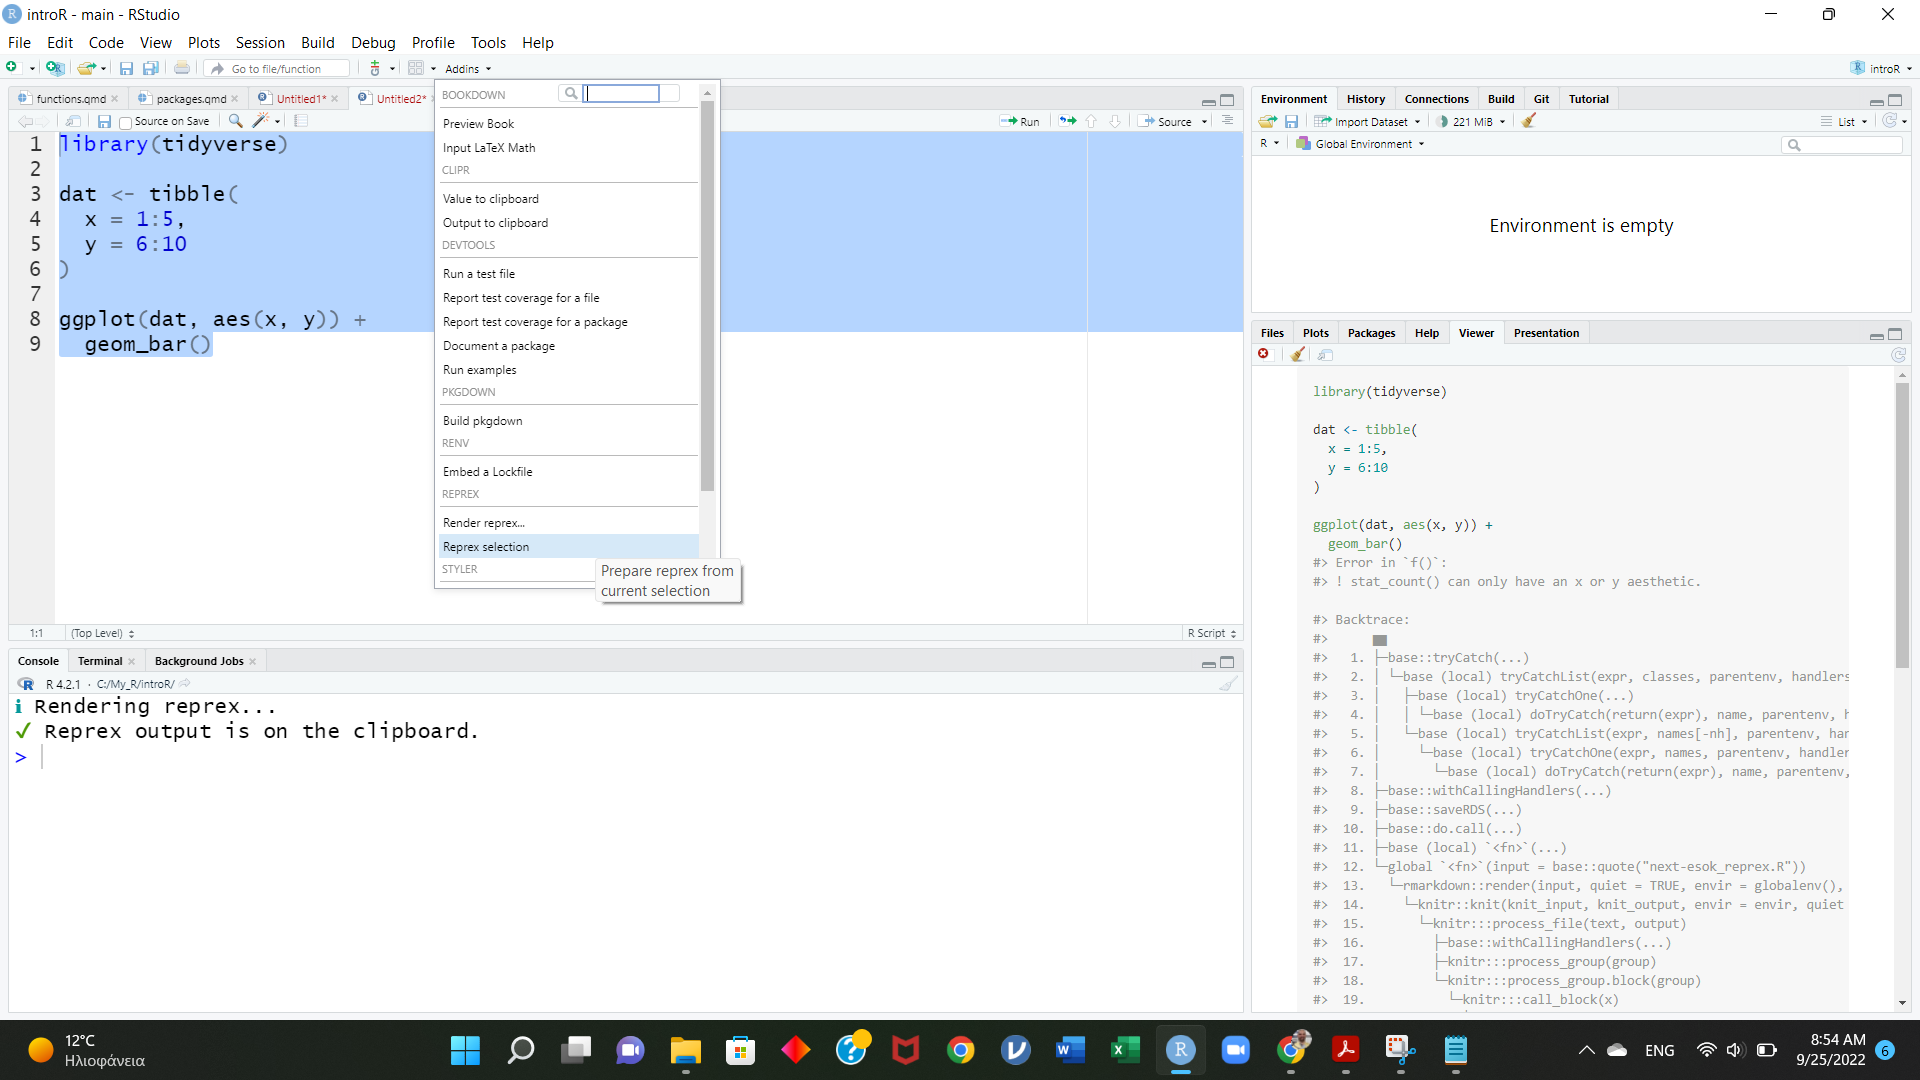 introR - main - RStudio
File Edit Code View Plots Session Build Debug Profile Tools Help
Go to file/function
Addins
introR
functions.qmd
packages.qmd
Untitled1*
Untitled2*
Source on Save
Run
Source
1 library(tidyverse)
2
3 dat <- tibble(
4 x = 1:5,
5 y = 6:10
6 )
7
8 ggplot(dat, aes(x, y)) +
9 geom_bar()
1:1
(Top Level)
R Script
BOOKDOWN
Preview Book
Input LaTeX Math
CLIPR
Value to clipboard
Output to clipboard
DEVTOOLS
Run a test file
Report test coverage for a file
Report test coverage for a package
Document a package
Run examples
PKGDOWN
Build pkgdown
RENV
Embed a Lockfile
REPREX
Render reprex...
Reprex selection
STYLER
Prepare reprex from
current selection
Console Terminal Background Jobs
R 4.2.1 · C:/My_R/introR/
i Rendering reprex...
✓ Reprex output is on the clipboard.
>
Environment History Connections Build Git Tutorial
Import Dataset 221 MiB List
R Global Environment
Environment is empty
Files Plots Packages Help Viewer Presentation
library(tidyverse)
dat <- tibble(
x = 1:5,
y = 6:10
)
ggplot(dat, aes(x, y)) +
geom_bar()
#> Error in `f()`:
#> ! stat_count() can only have an x or y aesthetic.
#> Backtrace:
#> ▆
#> 1. ├─base::tryCatch(...)
#> 2. │ └─base (local) tryCatchList(expr, classes, parentenv, handlers
#> 3. │ ├─base (local) tryCatchOne(...)
#> 4. │ │ └─base (local) doTryCatch(return(expr), name, parentenv, h
#> 5. │ └─base (local) tryCatchList(expr, names[-nh], parentenv, han
#> 6. │ └─base (local) tryCatchOne(expr, names, parentenv, handler
#> 7. │ └─base (local) doTryCatch(return(expr), name, parentenv,
#> 8. ├─base::withCallingHandlers(...)
#> 9. ├─base::saveRDS(...)
#> 10. ├─base::do.call(...)
#> 11. ├─base (local) `<fn>`(...)
#> 12. └─global `<fn>`(input = base::quote("next-esok_reprex.R"))
#> 13. └─rmarkdown::render(input, quiet = TRUE, envir = globalenv(),
#> 14. └─knitr::knit(knit_input, knit_output, envir = envir, quiet
#> 15. └─knitr:::process_file(text, output)
#> 16. ├─base::withCallingHandlers(...)
#> 17. ├─knitr:::process_group(group)
#> 18. └─knitr:::process_group.block(group)
#> 19. └─knitr:::call_block(x)
12°C
Ηλιοφάνεια
ENG
8:54 AM
9/25/2022
6